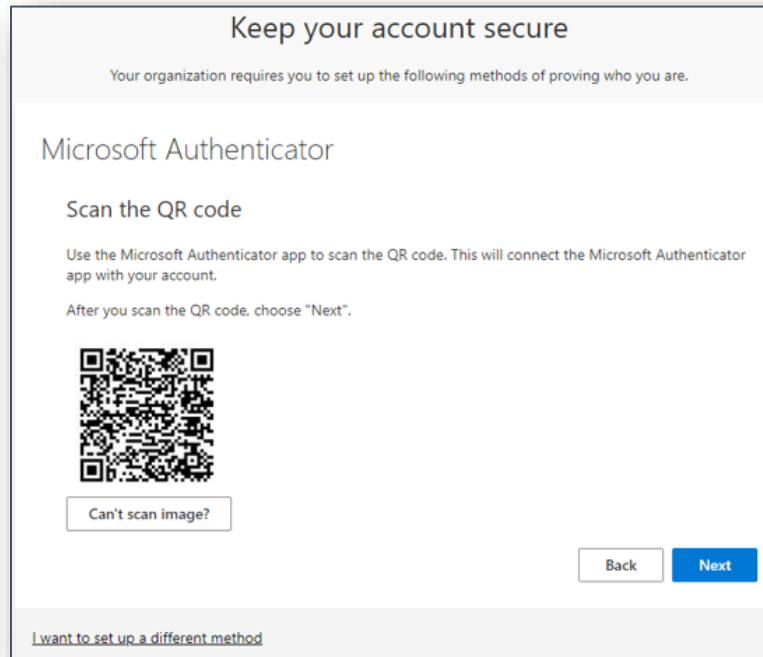 Keep your account secure
Your organization requires you to set up the following methods of proving who you are.
Microsoft Authenticator
Scan the QR code
Use the Microsoft Authenticator app to scan the QR code. This will connect the Microsoft Authenticator
app with your account.
After you scan the QR code, choose "Next".
Can't scan image?
Back Next
I want to set up a different method